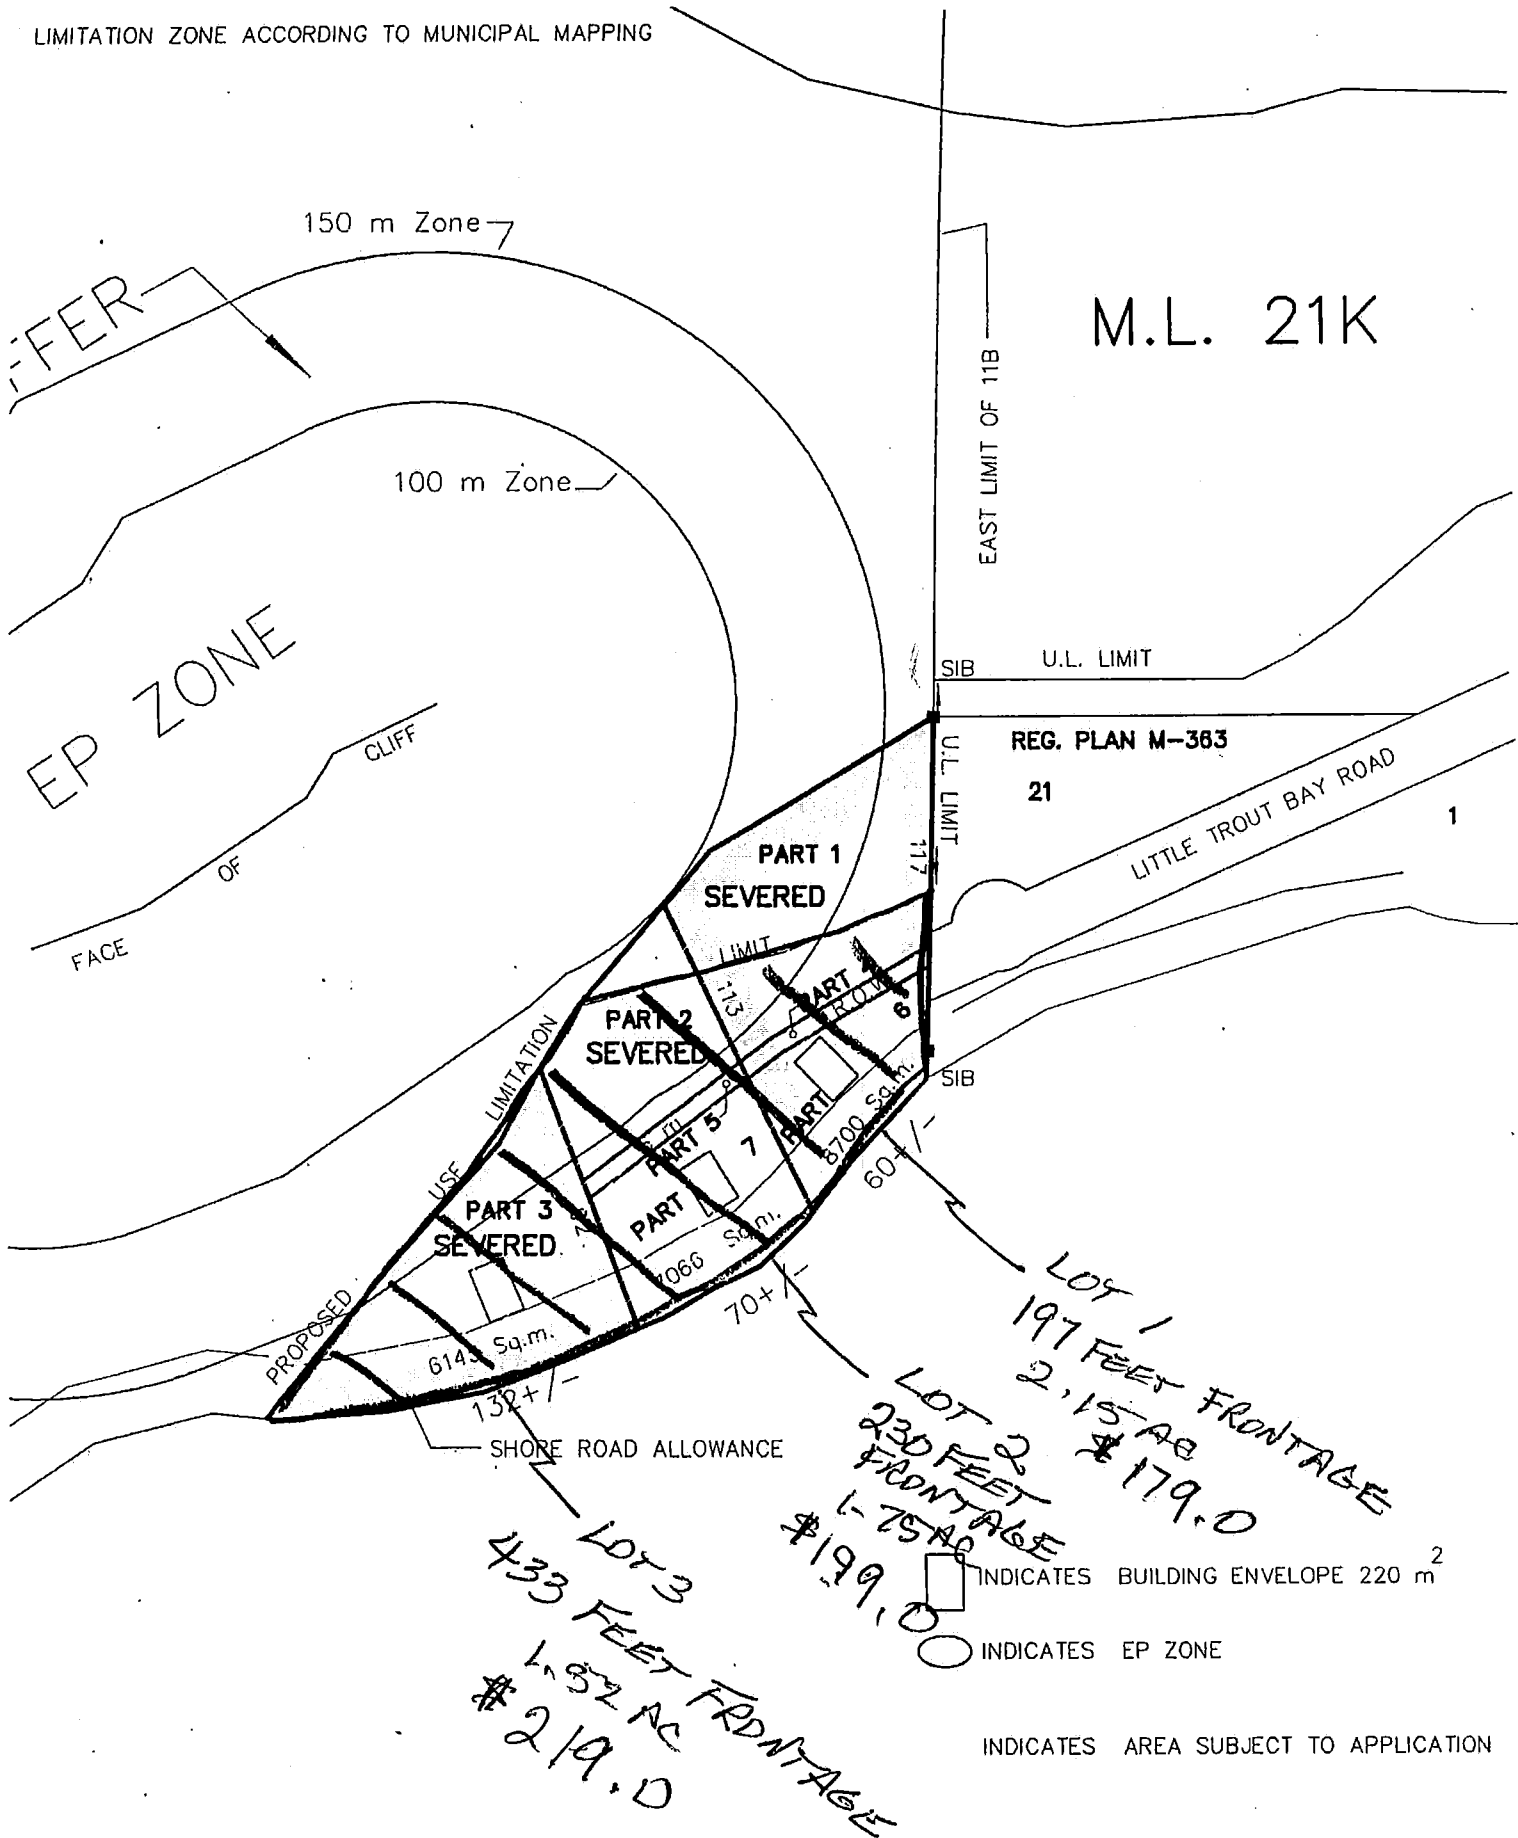 LIMITATION ZONE ACCORDING TO MUNICIPAL MAPPING
150 m Zone
FFER
M.L. 21K
EAST LIMIT OF 11B
100 m Zone
EP ZONE
CLIFF
OF
FACE
SIB
U.L. LIMIT
U.L. LIMIT
REG. PLAN M-363
21
1
LITTLE TROUT BAY ROAD
117
PART 1
SEVERED
LIMIT
113
PART
R.O.W.
6
PART 2
SEVERED
LIMITATION
SIB
PART
8700 Sq.m.
60+/-
PART 5
7
PART
7066 Sq.m.
70+/-
USE
PART 3
SEVERED
PROPOSED
Sq.m.
132+/-
SHORE ROAD ALLOWANCE
LOT 1
197 FEET FRONTAGE
2.15 AC
$179.0
LOT 2
230 FEET
FRONTAGE
1.75 AC
$199.0
LOT 3
433 FEET FRONTAGE
1.52 AC
$219.0
INDICATES BUILDING ENVELOPE 220 m2
INDICATES EP ZONE
INDICATES AREA SUBJECT TO APPLICATION